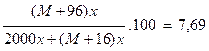 (M+96)x
2000x+(M+16)x .100 = 7,69